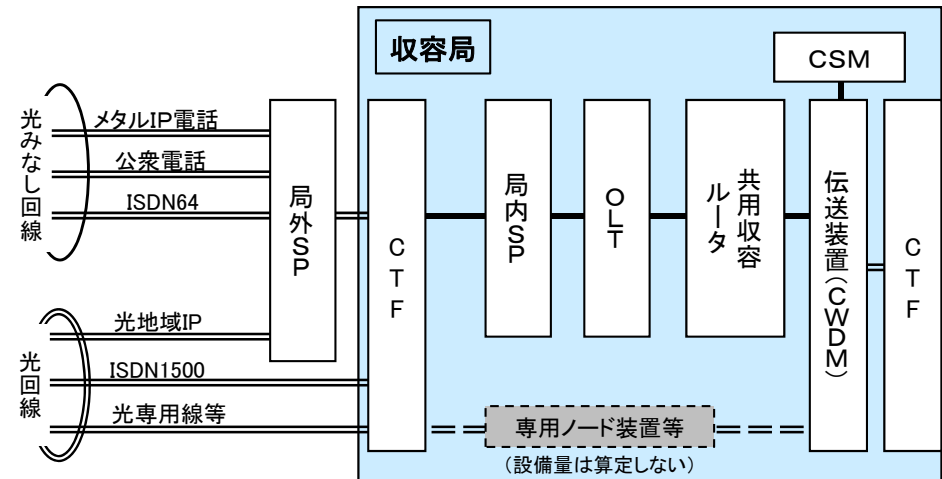 収容局
CSM
光みなし回線
メタルIP電話
公衆電話
ISDN64
局外SP
CTF
局内SP
OLT
共用収容
ルータ
伝送装置(CWDM)
CTF
光回線
光地域IP
ISDN1500
光専用線等
専用ノード装置等
(設備量は算定しない)